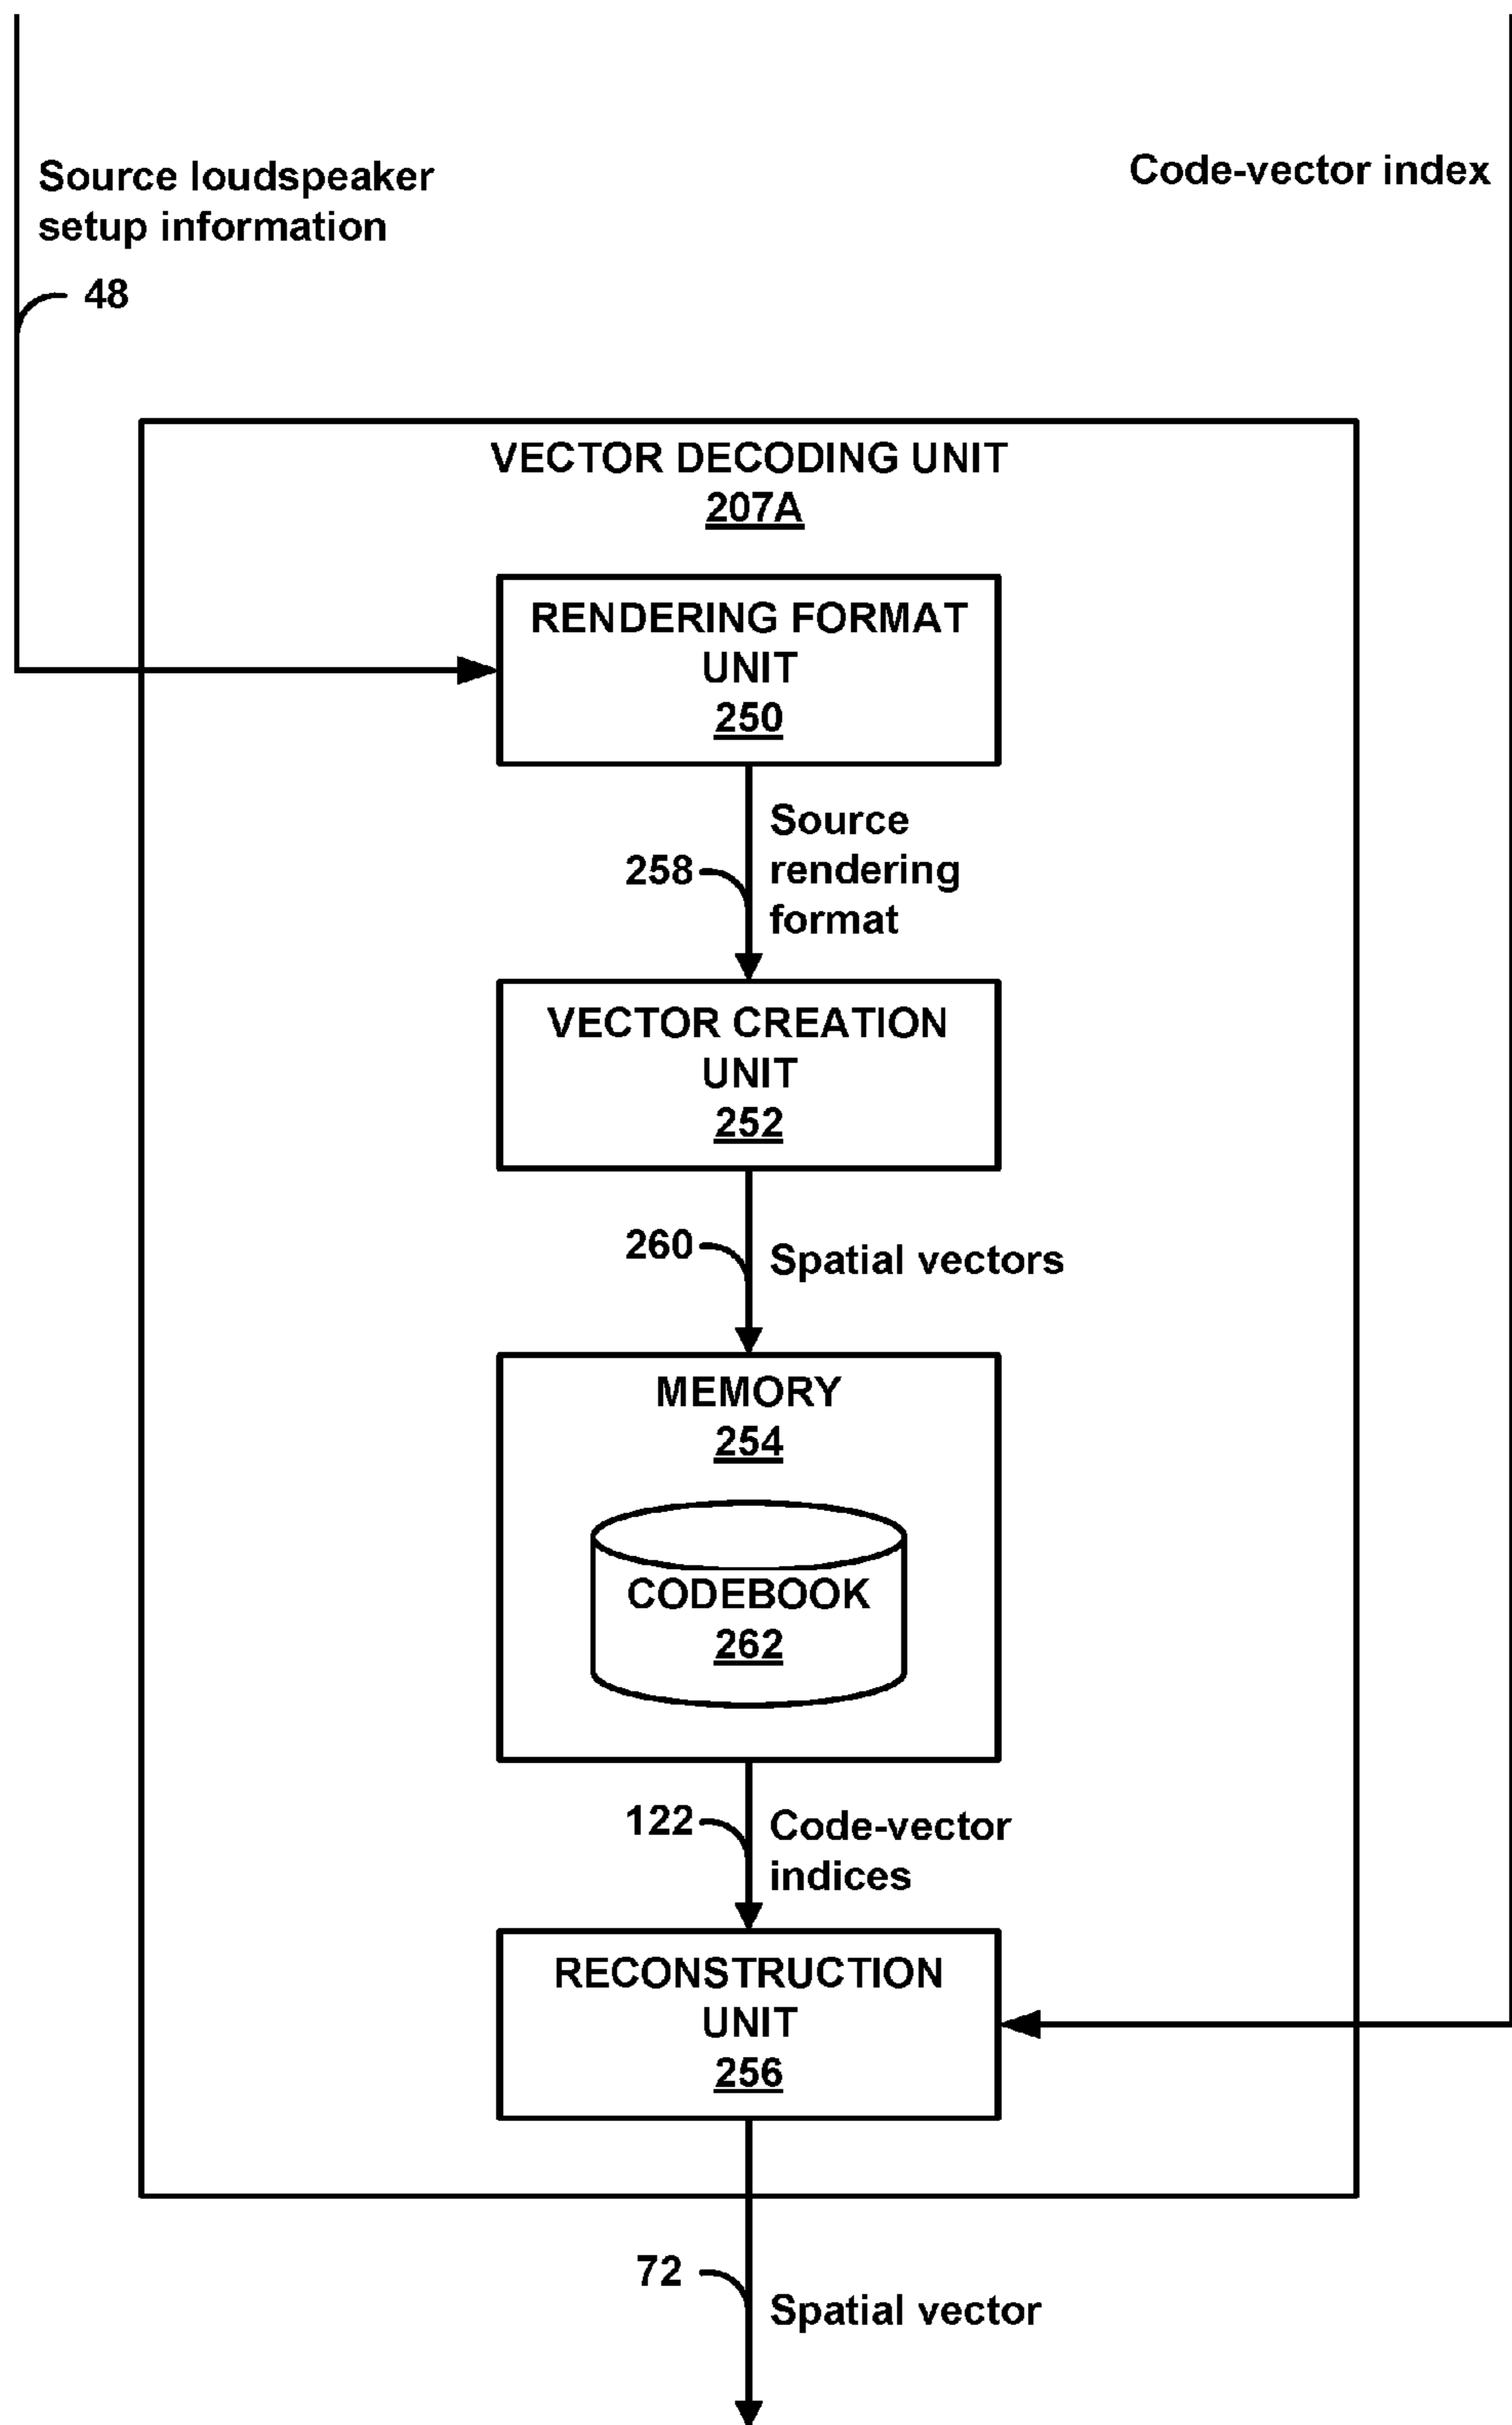 Source loudspeaker
setup information
48
Code-vector index
VECTOR DECODING UNIT
207A
RENDERING FORMAT
UNIT
250
258
Source
rendering
format
VECTOR CREATION
UNIT
252
260
Spatial vectors
MEMORY
254
CODEBOOK
262
122
Code-vector
indices
RECONSTRUCTION
UNIT
256
72
Spatial vector